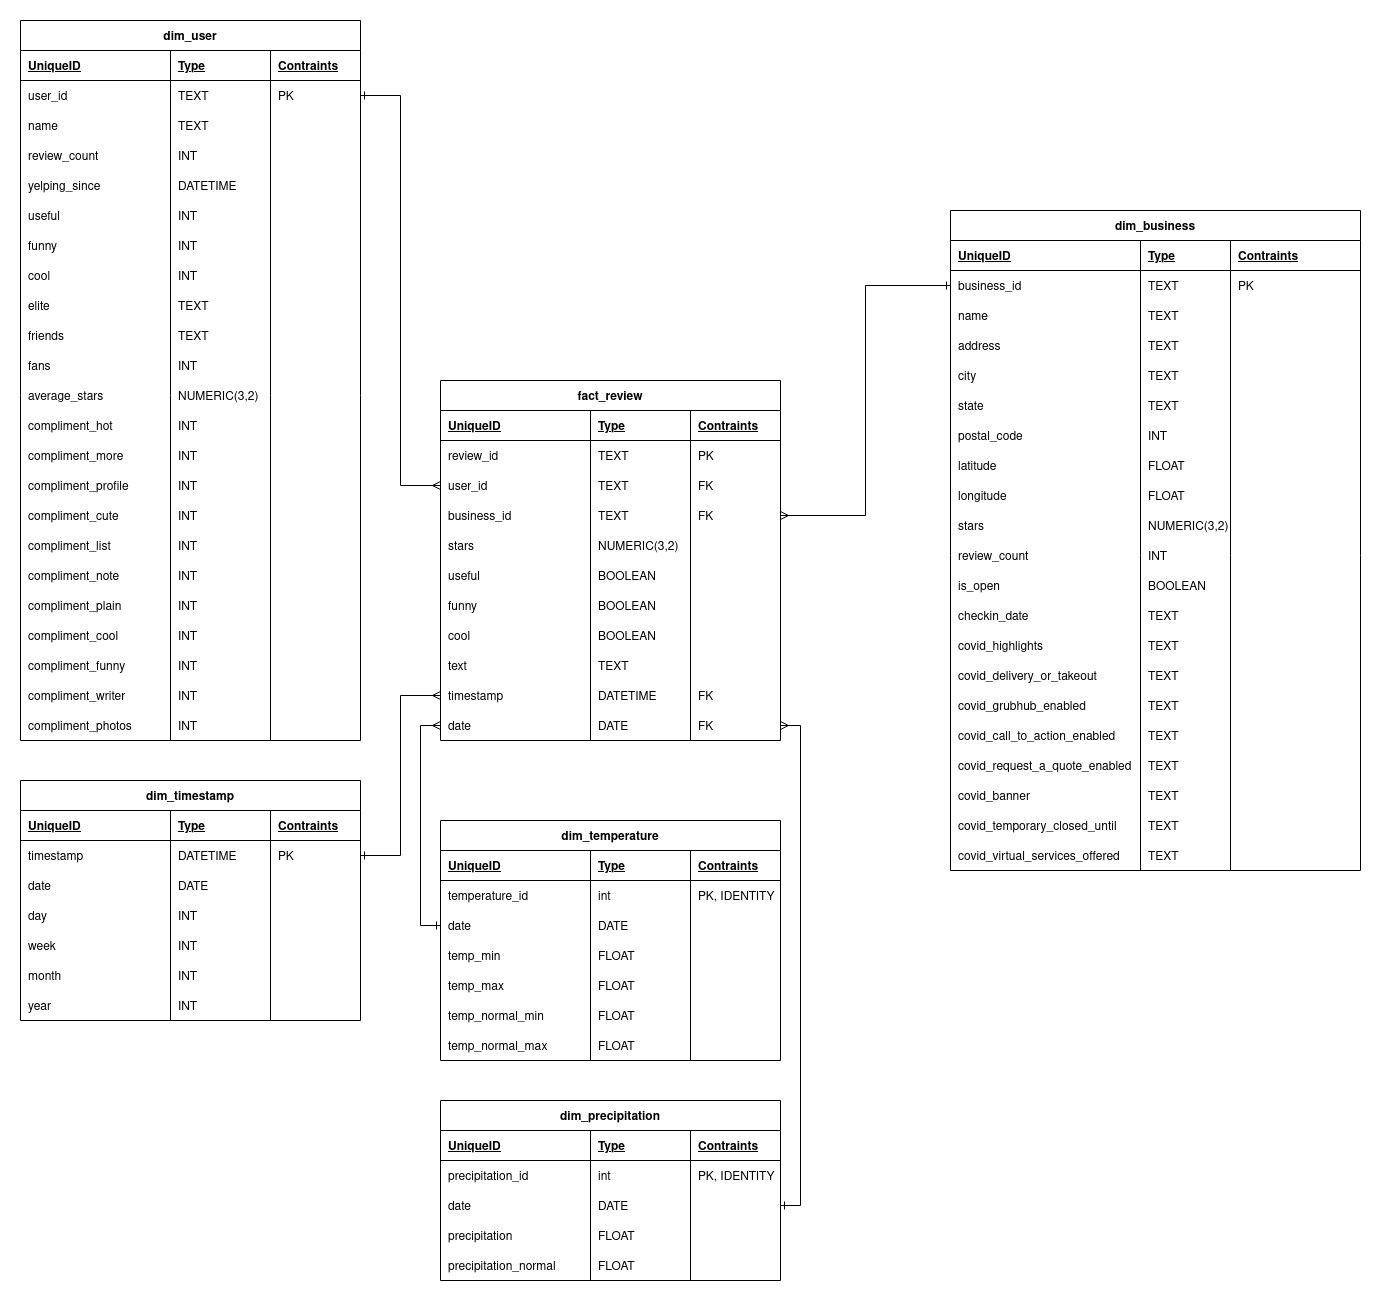 dim_user
UniqueID Type Contraints
user_id TEXT PK
name TEXT
review_count INT
yelping_since DATETIME
useful INT
funny INT
cool INT
elite TEXT
friends TEXT
fans INT
average_stars NUMERIC(3,2)
compliment_hot INT
compliment_more INT
compliment_profile INT
compliment_cute INT
compliment_list INT
compliment_note INT
compliment_plain INT
compliment_cool INT
compliment_funny INT
compliment_writer INT
compliment_photos INT
dim_timestamp
UniqueID Type Contraints
timestamp DATETIME PK
date DATE
day INT
week INT
month INT
year INT
fact_review
UniqueID Type Contraints
review_id TEXT PK
user_id TEXT FK
business_id TEXT FK
stars NUMERIC(3,2)
useful BOOLEAN
funny BOOLEAN
cool BOOLEAN
text TEXT
timestamp DATETIME FK
date DATE FK
dim_temperature
UniqueID Type Contraints
temperature_id int PK, IDENTITY
date DATE
temp_min FLOAT
temp_max FLOAT
temp_normal_min FLOAT
temp_normal_max FLOAT
dim_precipitation
UniqueID Type Contraints
precipitation_id int PK, IDENTITY
date DATE
precipitation FLOAT
precipitation_normal FLOAT
dim_business
UniqueID Type Contraints
business_id TEXT PK
name TEXT
address TEXT
city TEXT
state TEXT
postal_code INT
latitude FLOAT
longitude FLOAT
stars NUMERIC(3,2)
review_count INT
is_open BOOLEAN
checkin_date TEXT
covid_highlights TEXT
covid_delivery_or_takeout TEXT
covid_grubhub_enabled TEXT
covid_call_to_action_enabled TEXT
covid_request_a_quote_enabled TEXT
covid_banner TEXT
covid_temporary_closed_until TEXT
covid_virtual_services_offered TEXT